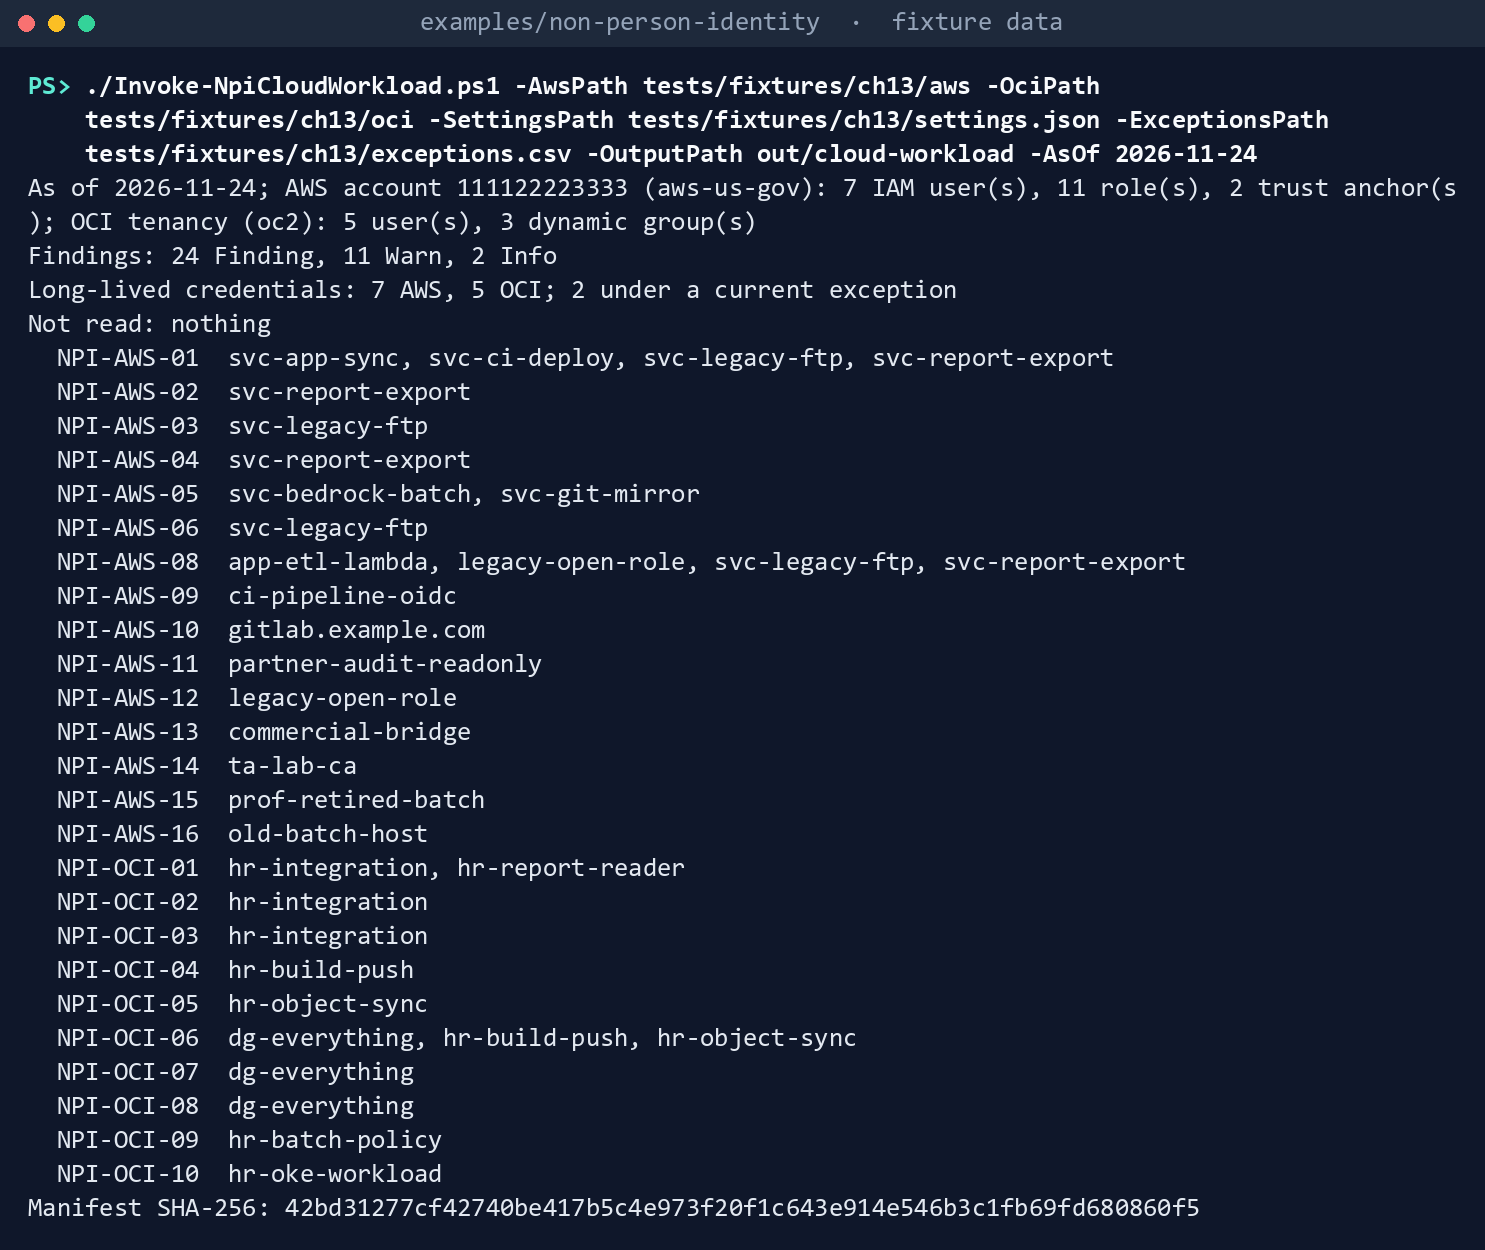 examples/non-person-identity · fixture data
PS> ./Invoke-NpiCloudWorkload.ps1 -AwsPath tests/fixtures/ch13/aws -OciPath
tests/fixtures/ch13/oci -SettingsPath tests/fixtures/ch13/settings.json -ExceptionsPath
tests/fixtures/ch13/exceptions.csv -OutputPath out/cloud-workload -AsOf 2026-11-24
As of 2026-11-24; AWS account 111122223333 (aws-us-gov): 7 IAM user(s), 11 role(s), 2 trust anchor(s
); OCI tenancy (oc2): 5 user(s), 3 dynamic group(s)
Findings: 24 Finding, 11 Warn, 2 Info
Long-lived credentials: 7 AWS, 5 OCI; 2 under a current exception
Not read: nothing
NPI-AWS-01  svc-app-sync, svc-ci-deploy, svc-legacy-ftp, svc-report-export
NPI-AWS-02  svc-report-export
NPI-AWS-03  svc-legacy-ftp
NPI-AWS-04  svc-report-export
NPI-AWS-05  svc-bedrock-batch, svc-git-mirror
NPI-AWS-06  svc-legacy-ftp
NPI-AWS-08  app-etl-lambda, legacy-open-role, svc-legacy-ftp, svc-report-export
NPI-AWS-09  ci-pipeline-oidc
NPI-AWS-10  gitlab.example.com
NPI-AWS-11  partner-audit-readonly
NPI-AWS-12  legacy-open-role
NPI-AWS-13  commercial-bridge
NPI-AWS-14  ta-lab-ca
NPI-AWS-15  prof-retired-batch
NPI-AWS-16  old-batch-host
NPI-OCI-01  hr-integration, hr-report-reader
NPI-OCI-02  hr-integration
NPI-OCI-03  hr-integration
NPI-OCI-04  hr-build-push
NPI-OCI-05  hr-object-sync
NPI-OCI-06  dg-everything, hr-build-push, hr-object-sync
NPI-OCI-07  dg-everything
NPI-OCI-08  dg-everything
NPI-OCI-09  hr-batch-policy
NPI-OCI-10  hr-oke-workload
Manifest SHA-256: 42bd31277cf42740be417b5c4e973f20f1c643e914e546b3c1fb69fd680860f5